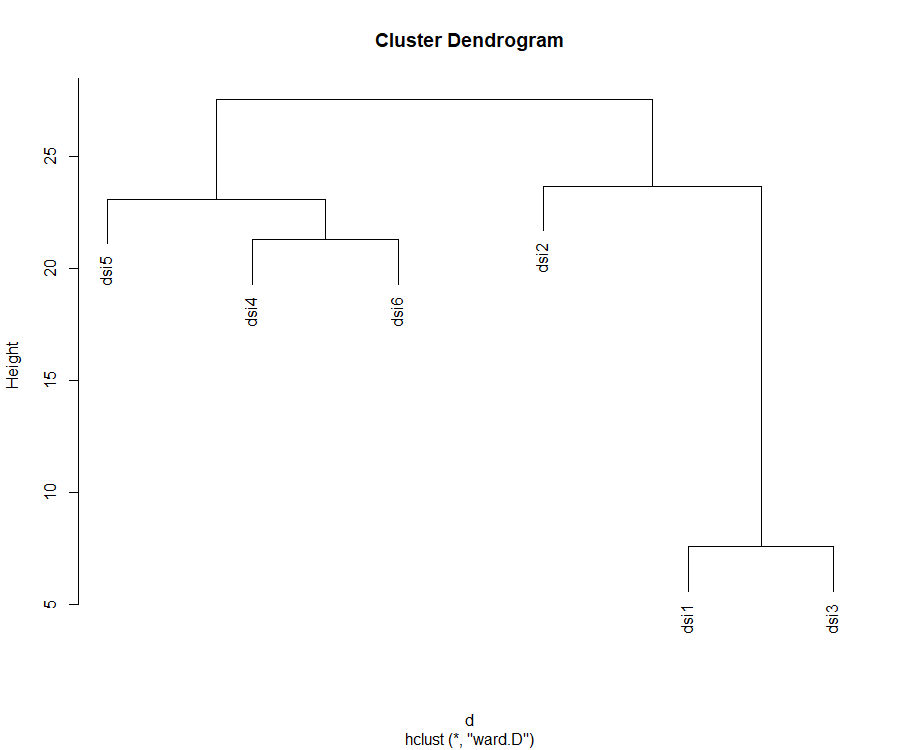 Cluster Dendrogram
Height
25
20
15
10
5
dsi5
dsi4
dsi6
dsi2
dsi1
dsi3
d
hclust (*, "ward.D")